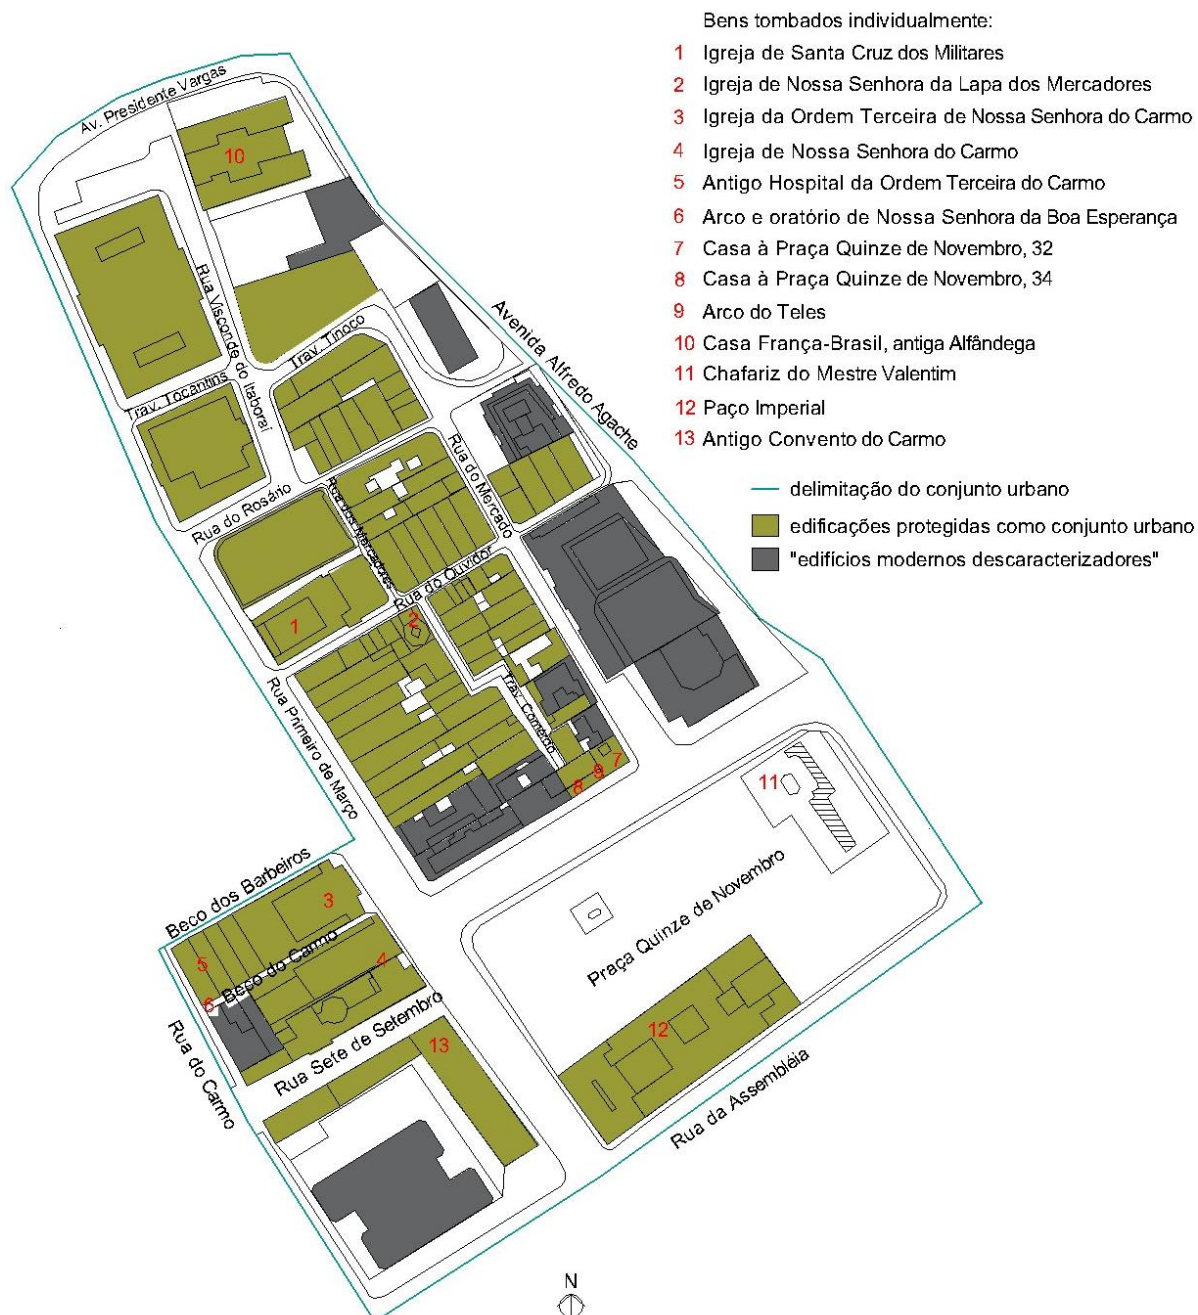 Bens tombados individualmente:
1 Igreja de Santa Cruz dos Militares
2 Igreja de Nossa Senhora da Lapa dos Mercadores
3 Igreja da Ordem Terceira de Nossa Senhora do Carmo
4 Igreja de Nossa Senhora do Carmo
5 Antigo Hospital da Ordem Terceira do Carmo
6 Arco e oratório de Nossa Senhora da Boa Esperança
7 Casa à Praça Quinze de Novembro, 32
8 Casa à Praça Quinze de Novembro, 34
9 Arco do Teles
10 Casa França-Brasil, antiga Alfândega
11 Chafariz do Mestre Valentim
12 Paço Imperial
13 Antigo Convento do Carmo
delimitação do conjunto urbano
edificações protegidas como conjunto urbano
"edifícios modernos descaracterizadores"
Av. Presidente Vargas
10
Rua Visconde do Itaboraí
Trav. Tinoco
Avenida Alfredo Agache
Trav. Tocantins
Rua do Mercado
Rua do Rosário
Rua dos Mercadores
Rua do Ouvidor
1
2
Rua Primeiro de Março
Trav. Comércio
7
9
8
11
Beco dos Barbeiros
3
Praça Quinze de Novembro
5
Beco do Carmo
4
6
Rua do Carmo
Rua Sete de Setembro
13
12
Rua da Assembléia
N